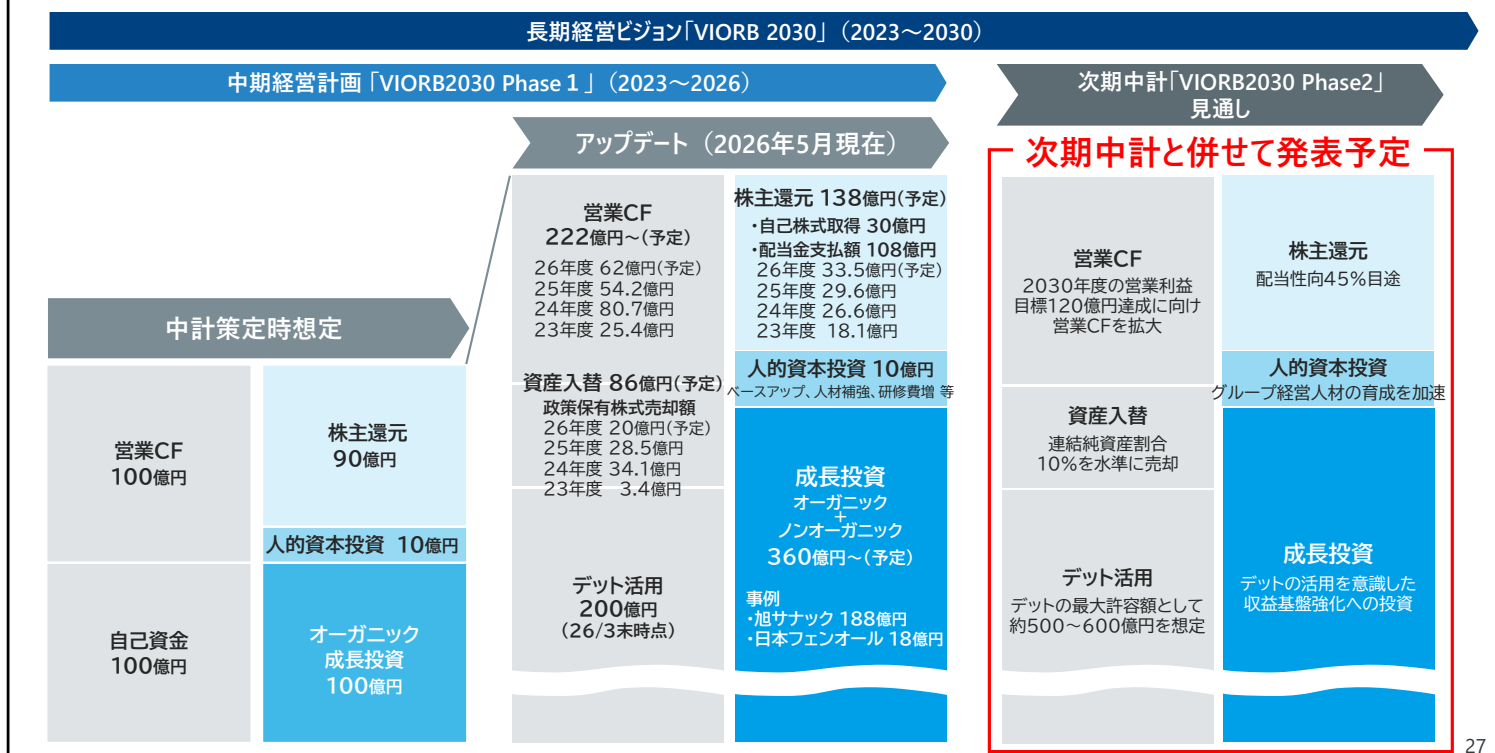 長期経営ビジョン「VIORB 2030」(2023～2030)
中期経営計画「VIORB2030 Phase１」(2023～2026)
次期中計「VIORB2030 Phase2」
見通し
アップデート(2026年5月現在)
次期中計と併せて発表予定
中計策定時想定
営業CF
100億円
自己資金
100億円
株主還元
90億円
人的資本投資 10億円
オーガニック
成長投資
100億円
営業CF
222億円～(予定)
26年度 62億円(予定)
25年度 54.2億円
24年度 80.7億円
23年度 25.4億円
資産入替 86億円(予定)
政策保有株式売却額
26年度 20億円(予定)
25年度 28.5億円
24年度 34.1億円
23年度 3.4億円
デット活用
200億円
(26/3末時点)
株主還元 138億円(予定)
・自己株式取得 30億円
・配当金支払額 108億円
26年度 33.5億円(予定)
25年度 29.6億円
24年度 26.6億円
23年度 18.1億円
人的資本投資 10億円
ベースアップ、人材補強、研修費増 等
成長投資
オーガニック
+
ノンオーガニック
360億円～(予定)
事例
・旭サナック 188億円
・日本フェンオール 18億円
営業CF
2030年度の営業利益
目標120億円達成に向け
営業CFを拡大
資産入替
連結純資産割合
10%を水準に売却
デット活用
デットの最大許容額として
約500～600億円を想定
株主還元
配当性向45%目途
人的資本投資
グループ経営人材の育成を加速
成長投資
デットの活用を意識した
収益基盤強化への投資
27